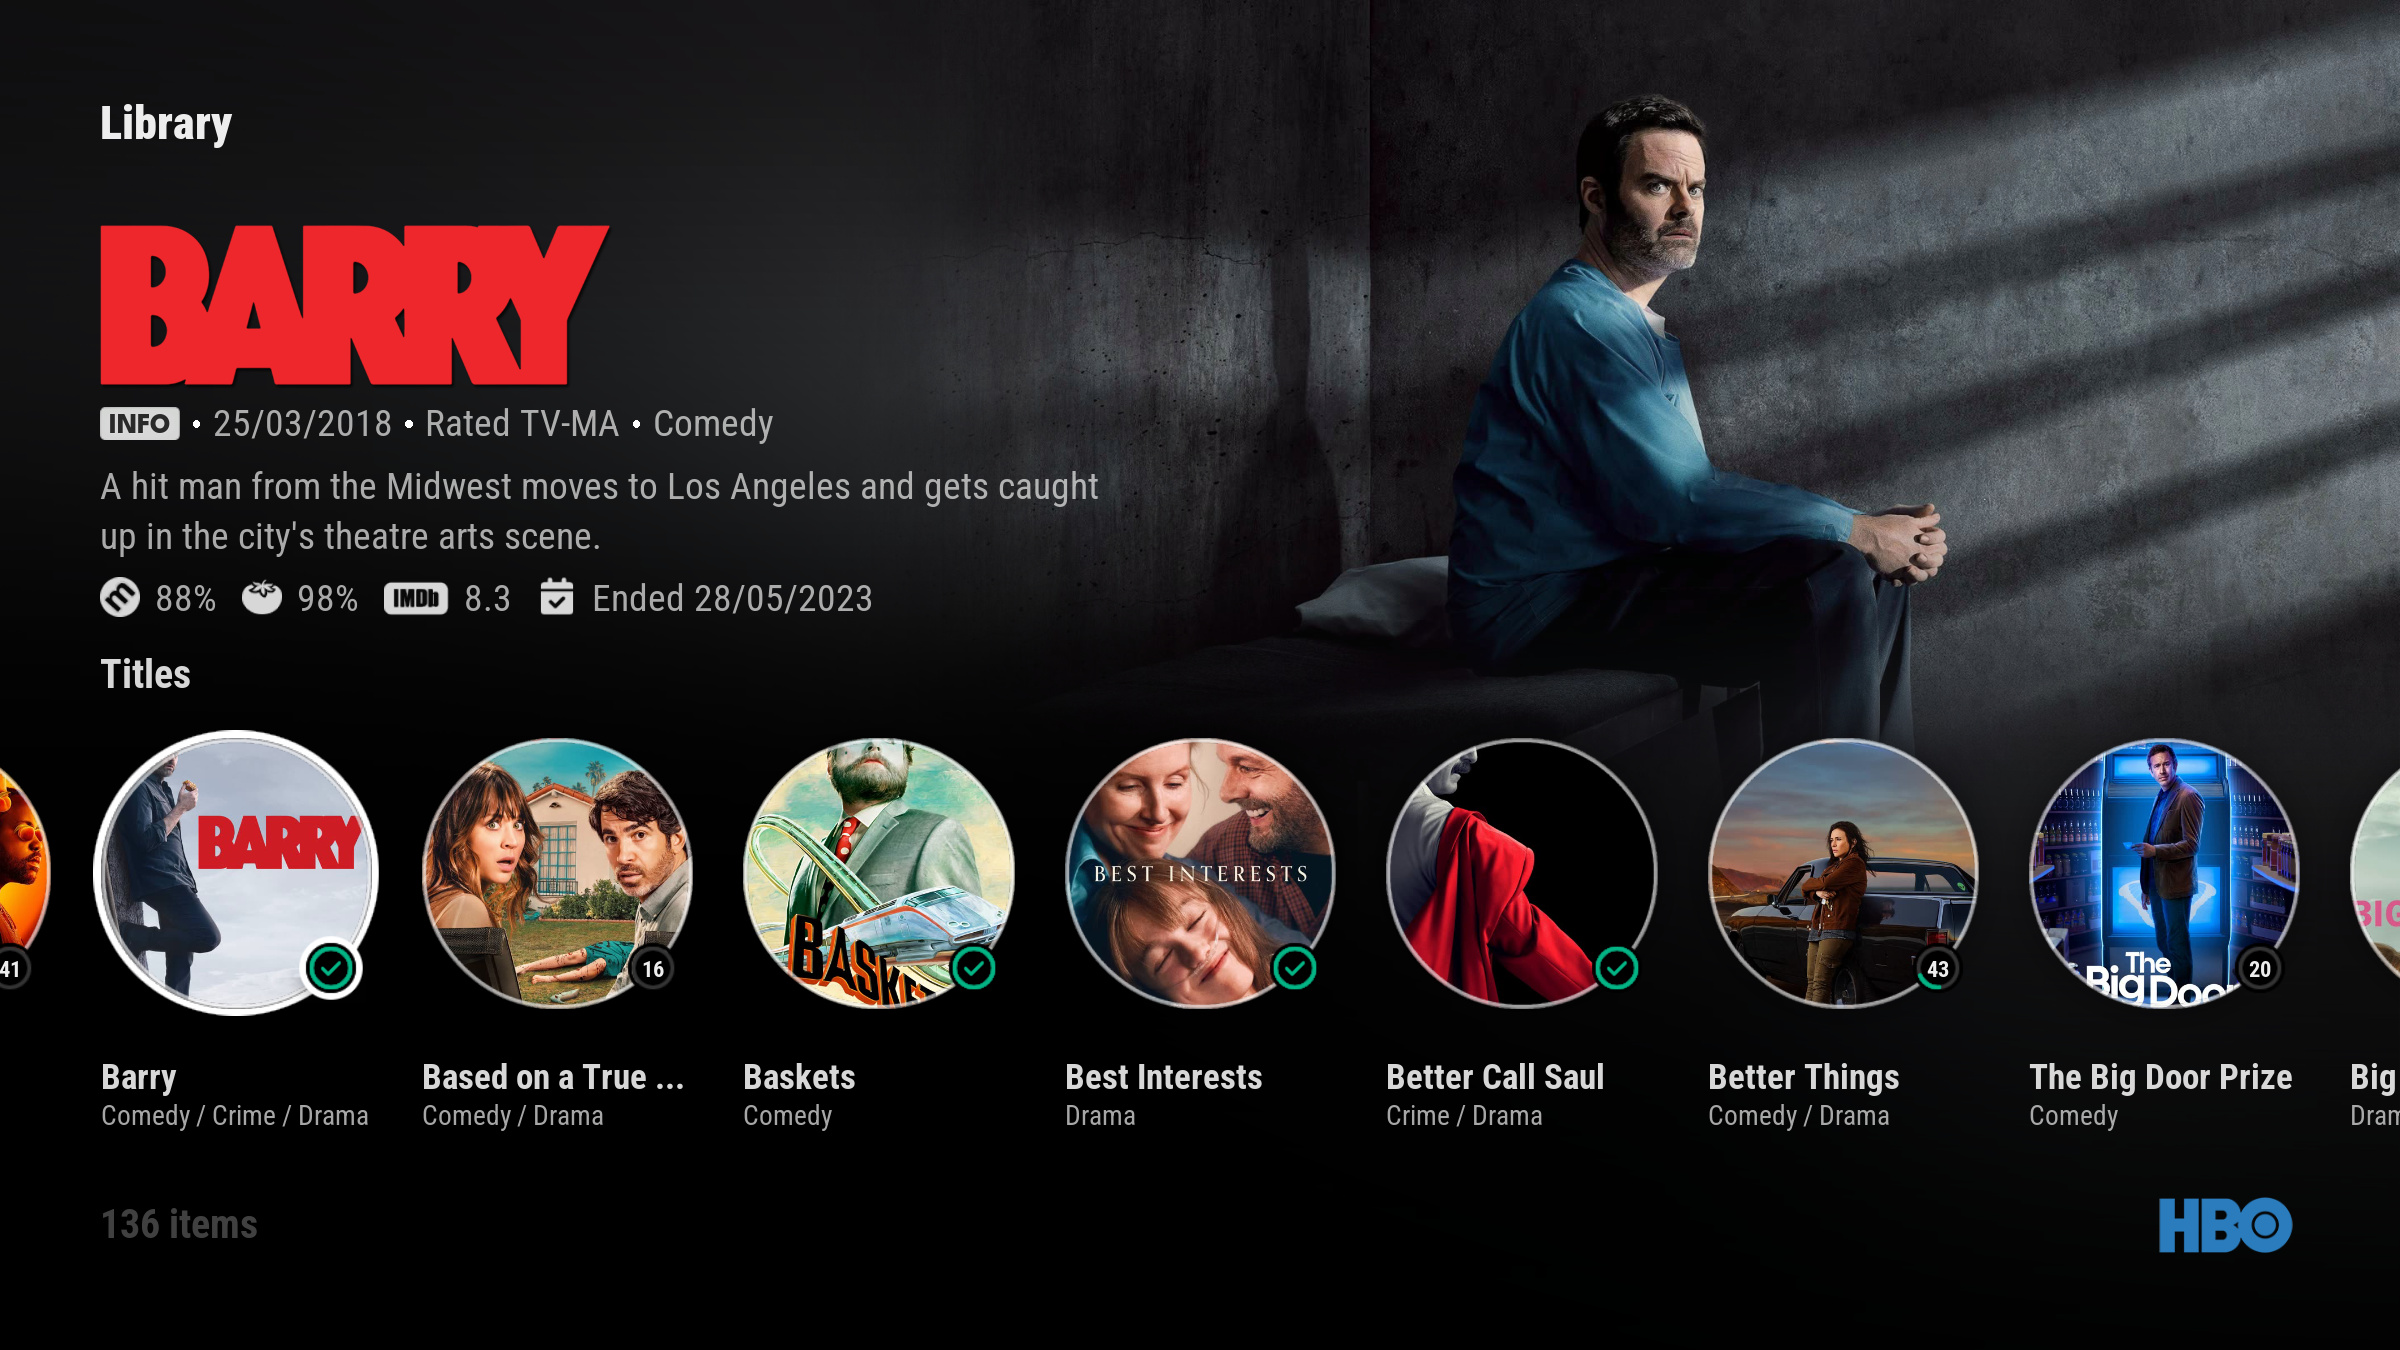 Library
BARRY
INFO • 25/03/2018 • Rated TV-MA • Comedy
A hit man from the Midwest moves to Los Angeles and gets caught
up in the city's theatre arts scene.
m 88% 98% IMDb 8.3 Ended 28/05/2023
Titles
41
BARRY
16
BASKET
BEST INTERESTS
43
The
Big Door
20
BIG
Barry
Comedy / Crime / Drama
Based on a True ...
Comedy / Drama
Baskets
Comedy
Best Interests
Drama
Better Call Saul
Crime / Drama
Better Things
Comedy / Drama
The Big Door Prize
Comedy
Big
Dram
136 items
HBO